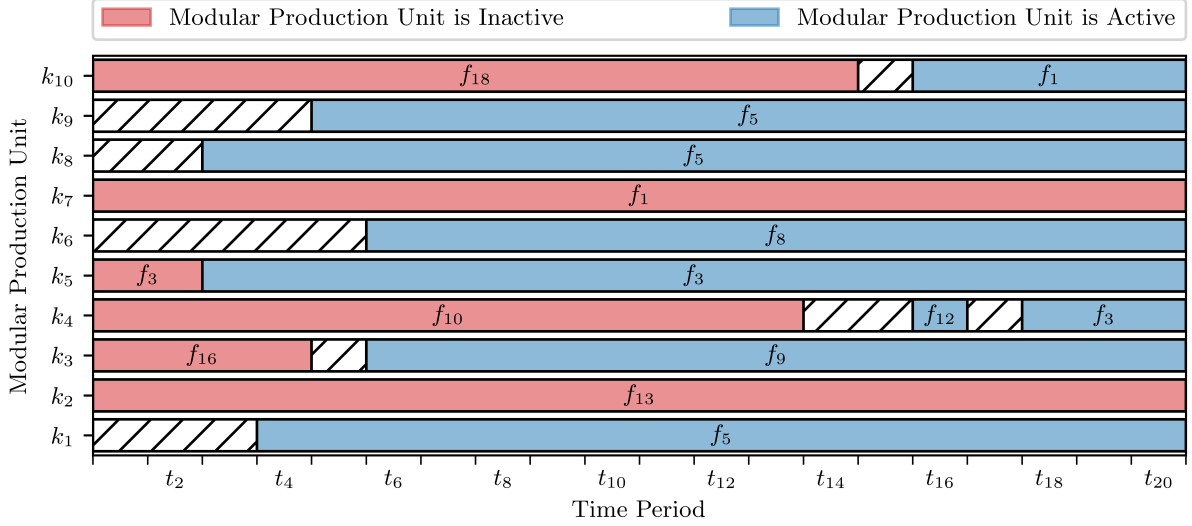 Modular Production Unit is Inactive
Modular Production Unit is Active
Modular Production Unit
k₁₀ f₁₈ f₁
k₉ f₅
k₈ f₅
k₇ f₁
k₆ f₈
k₅ f₃ f₃
k₄ f₁₀ f₁₂ f₃
k₃ f₁₆ f₉
k₂ f₁₃
k₁ f₅
t₂ t₄ t₆ t₈ t₁₀ t₁₂ t₁₄ t₁₆ t₁₈ t₂₀
Time Period